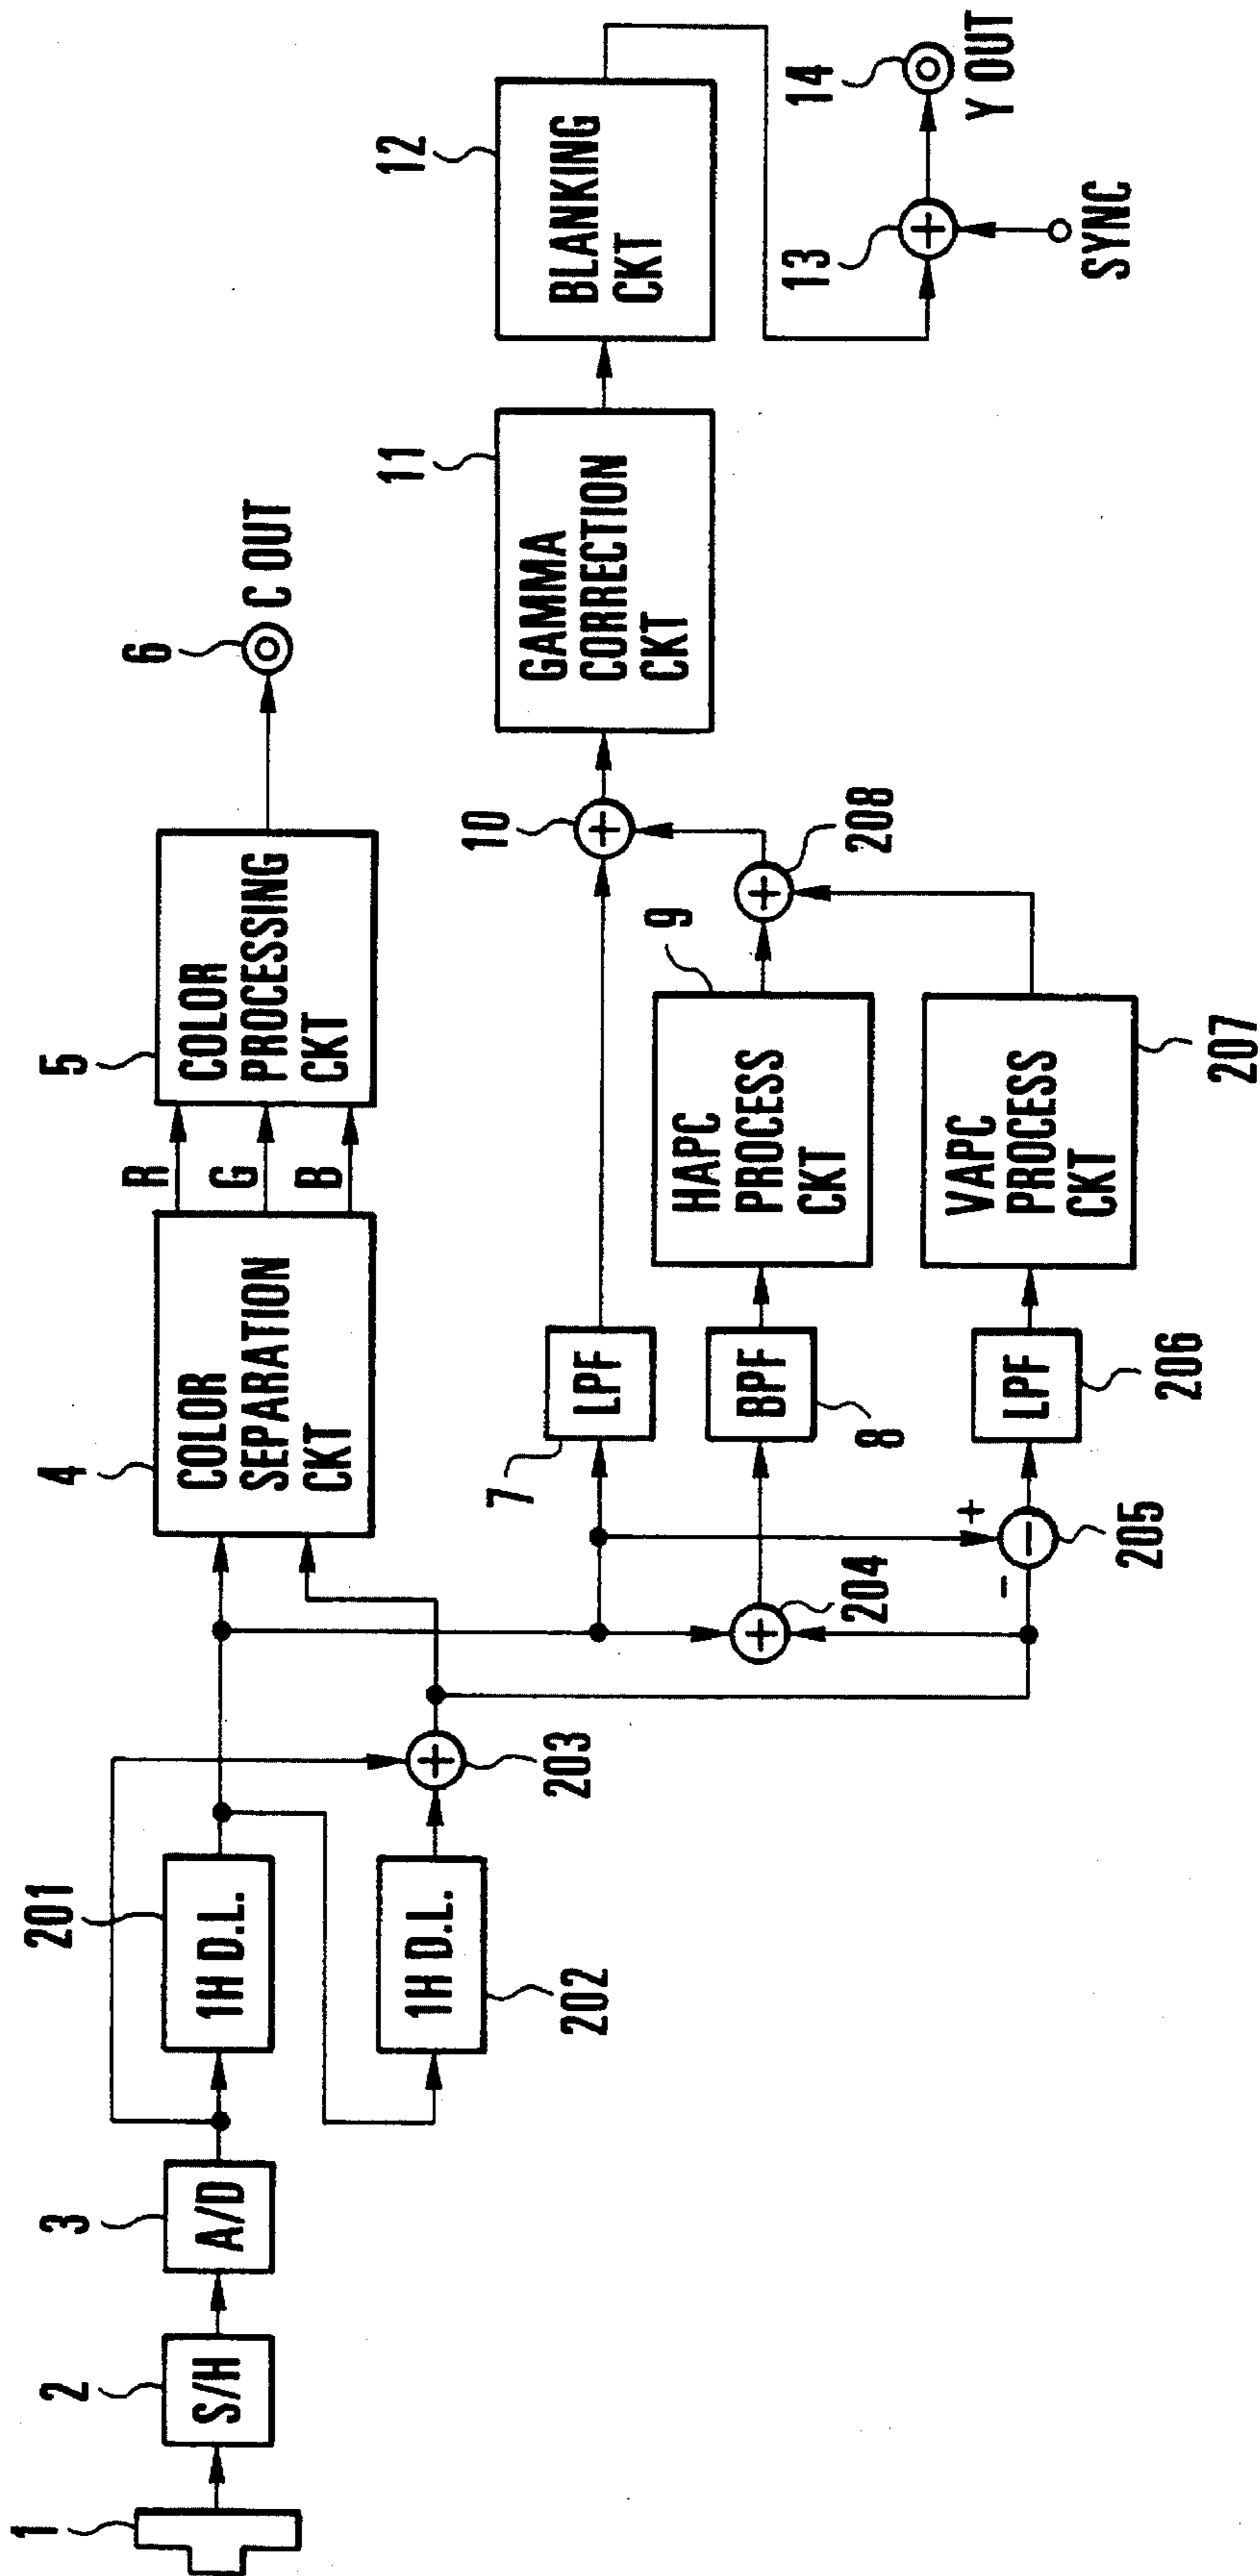 1
2
S/H
3
A/D
201
1H D.L.
1H D.L.
202
203
4
COLOR
SEPARATION
CKT
R
G
B
5
COLOR
PROCESSING
CKT
6
C OUT
204
+
-
205
7
LPF
BPF
8
LPF
206
9
HAPC
PROCESS
CKT
VAPC
PROCESS
CKT
207
208
10
11
GAMMA
CORRECTION
CKT
12
BLANKING
CKT
13
SYNC
14
Y OUT